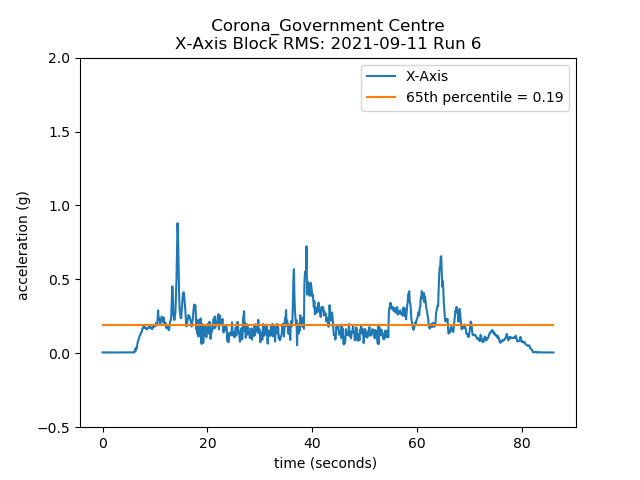 Corona_Government Centre
X-Axis Block RMS: 2021-09-11 Run 6
X-Axis
65th percentile = 0.19
2.0
1.5
1.0
0.5
0.0
−0.5
acceleration (g)
0 20 40 60 80
time (seconds)